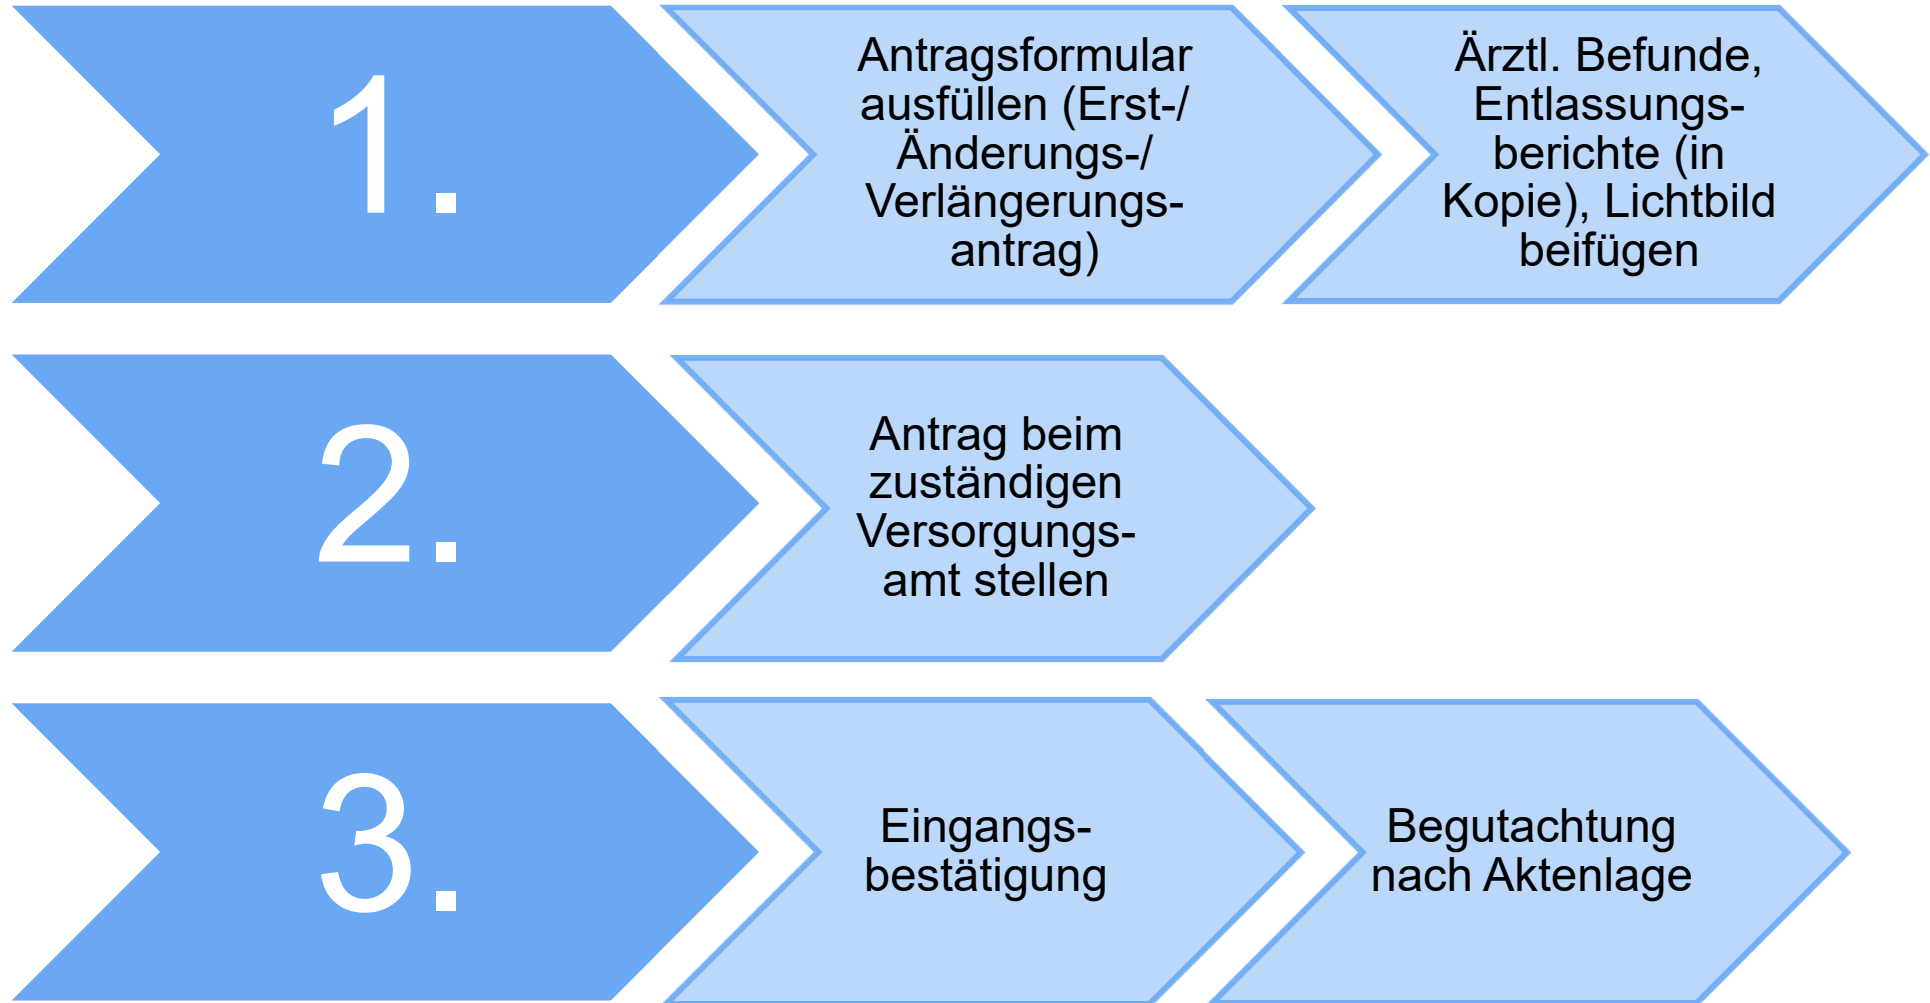 1.
Antragsformular
ausfüllen (Erst-/
Änderungs-/
Verlängerungs-
antrag)
Ärztl. Befunde,
Entlassungs-
berichte (in
Kopie), Lichtbild
beifügen
2.
Antrag beim
zuständigen
Versorgungs-
amt stellen
3.
Eingangs-
bestätigung
Begutachtung
nach Aktenlage